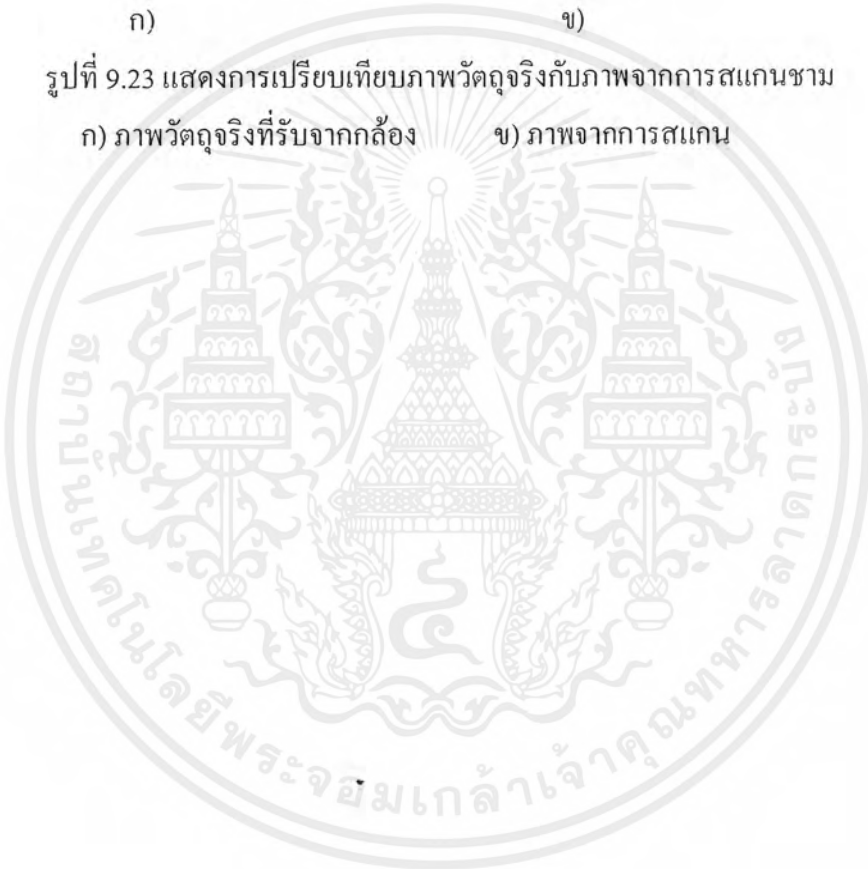 ก) ข)
รูปที่ 9.23 แสดงการเปรียบเทียบภาพวัตถุจริงกับภาพจากการสแกนชาม
ก) ภาพวัตถุจริงที่รับจากกล้อง ข) ภาพจากการสแกน
สถาบันเทคโนโลยีพระจอมเกล้าเจ้าคุณทหารลาดกระบัง